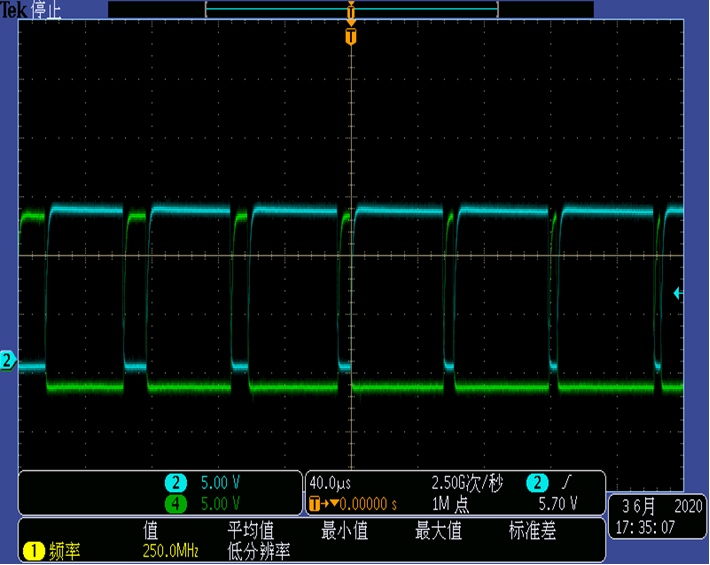 Tek 停止
T
T
2
2 5.00 V
4 5.00 V
40.0μs 2.50G次/秒 2
T→▼0.00000 s 1M 点 5.70 V
值 平均值 最小值 最大值 标准差
1 频率 250.0MHz 低分辨率
3 6月 2020
17:35:07